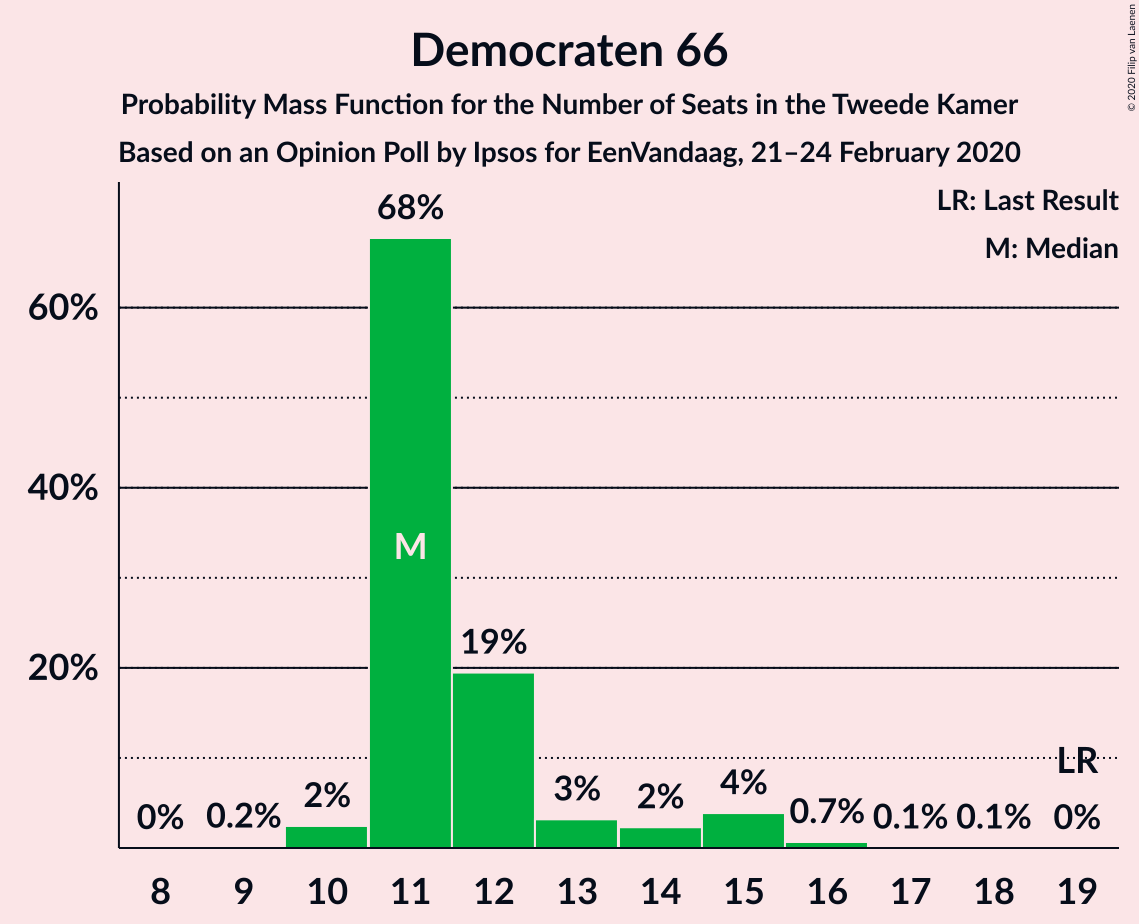 Democraten 66
Probability Mass Function for the Number of Seats in the Tweede Kamer
Based on an Opinion Poll by Ipsos for EenVandaag, 21–24 February 2020
© 2020 Filip van Laenen
LR: Last Result
M: Median
60%
40%
20%
0%
0.2%
2%
68%
M
19%
3%
2%
4%
0.7%
0.1%
0.1%
LR
0%
8 9 10 11 12 13 14 15 16 17 18 19